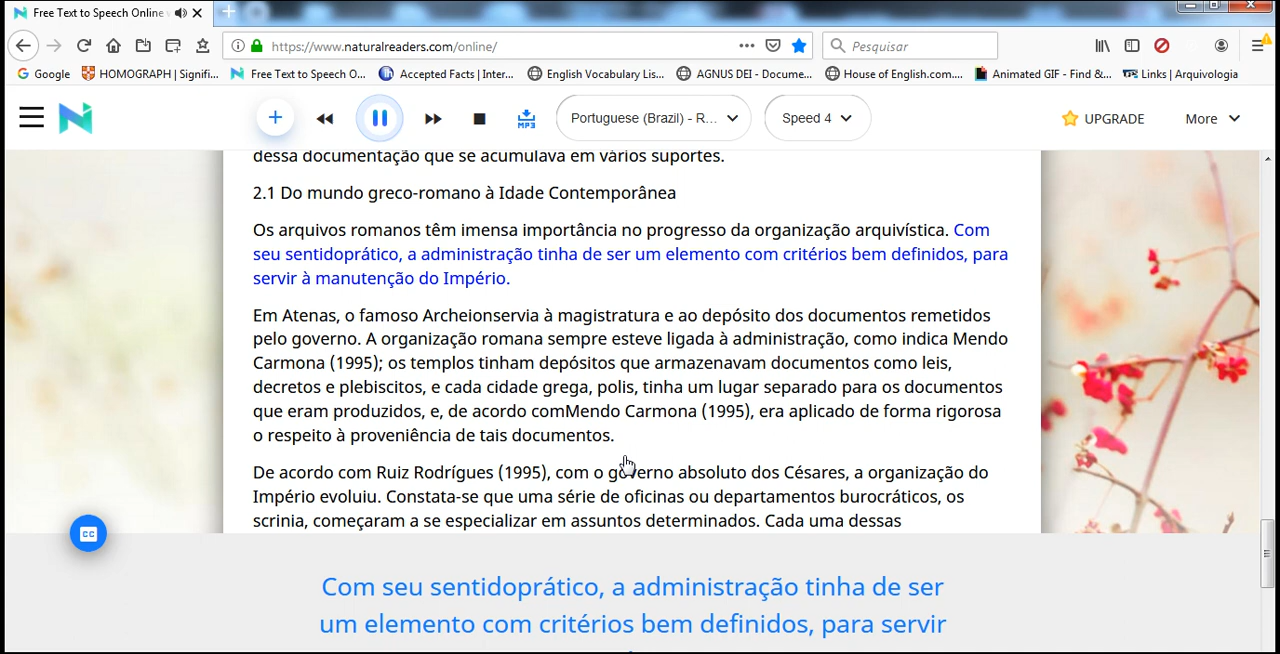 Free Text to Speech Online
https://www.naturalreaders.com/online/
Pesquisar
Google
HOMOGRAPH | Signifi...
Free Text to Speech O...
Accepted Facts | Inter...
English Vocabulary Lis...
AGNUS DEI - Docume...
House of English.com....
Animated GIF - Find &...
Links | Arquivologia
MP3
Portuguese (Brazil) - R...
Speed 4
UPGRADE
More
dessa documentação que se acumulava em vários suportes.
2.1 Do mundo greco-romano à Idade Contemporânea
Os arquivos romanos têm imensa importância no progresso da organização arquivística. Com
seu sentidoprático, a administração tinha de ser um elemento com critérios bem definidos, para
servir à manutenção do Império.
Em Atenas, o famoso Archeionservia à magistratura e ao depósito dos documentos remetidos
pelo governo. A organização romana sempre esteve ligada à administração, como indica Mendo
Carmona (1995); os templos tinham depósitos que armazenavam documentos como leis,
decretos e plebiscitos, e cada cidade grega, polis, tinha um lugar separado para os documentos
que eram produzidos, e, de acordo comMendo Carmona (1995), era aplicado de forma rigorosa
o respeito à proveniência de tais documentos.
De acordo com Ruiz Rodrígues (1995), com o governo absoluto dos Césares, a organização do
Império evoluiu. Constata-se que uma série de oficinas ou departamentos burocráticos, os
scrinia, começaram a se especializar em assuntos determinados. Cada uma dessas
CC
Com seu sentidoprático, a administração tinha de ser
um elemento com critérios bem definidos, para servir